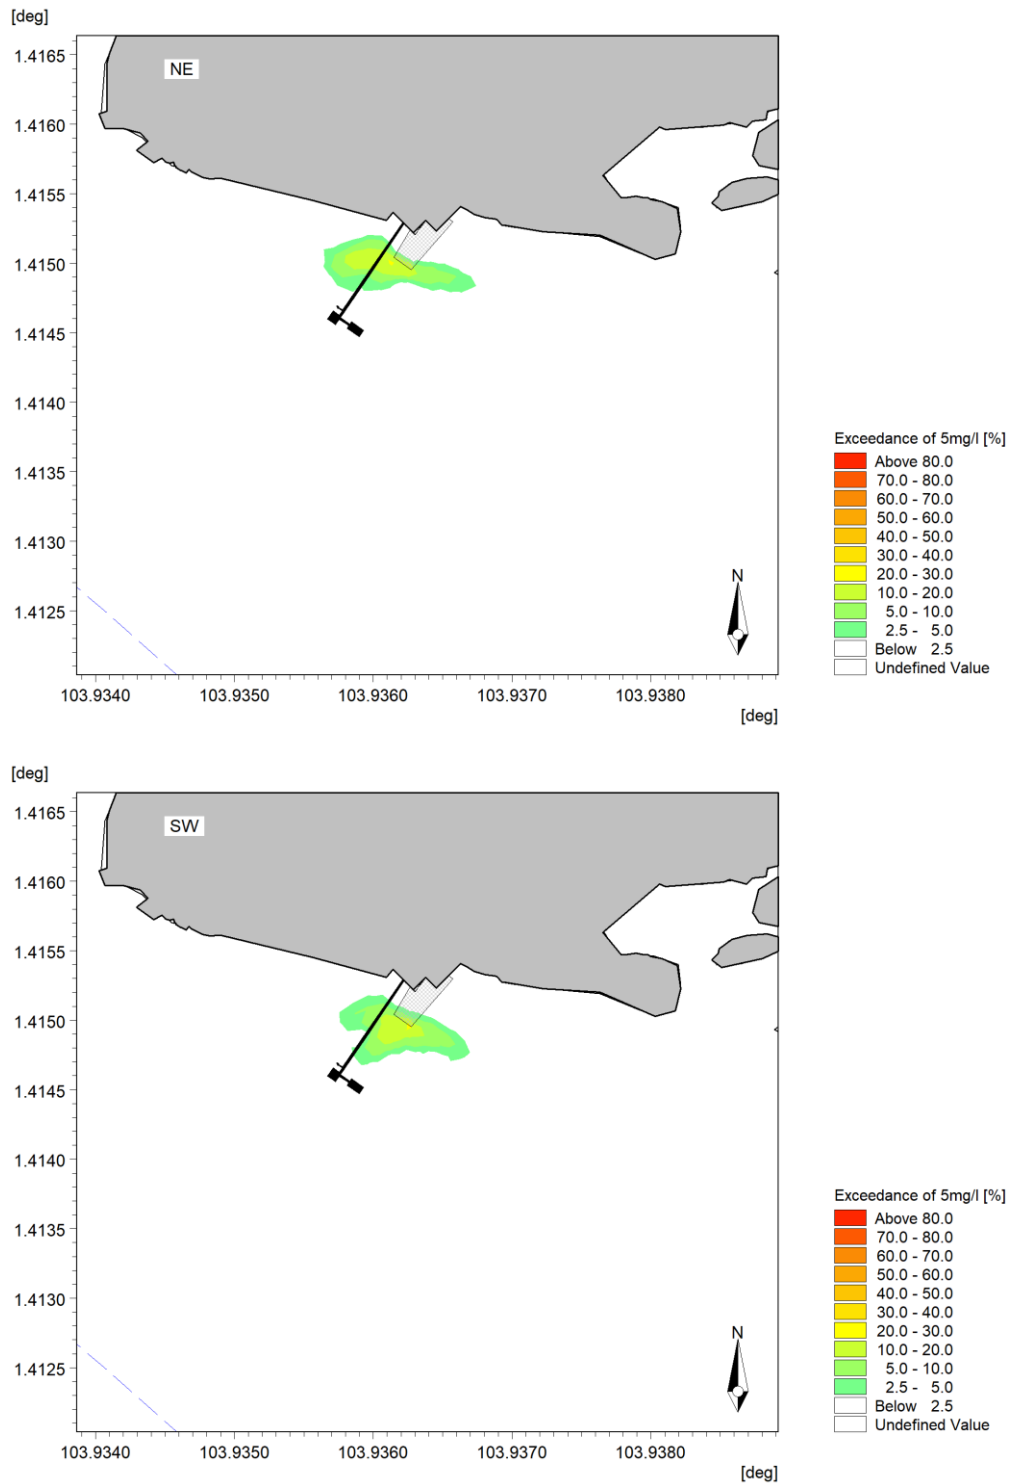 [deg]
1.4165
NE
1.4160
1.4155
1.4150
1.4145
1.4140
1.4135
1.4130
1.4125
103.9340 103.9350 103.9360 103.9370 103.9380
[deg]
N
Exceedance of 5mg/l [%]
Above 80.0
70.0 - 80.0
60.0 - 70.0
50.0 - 60.0
40.0 - 50.0
30.0 - 40.0
20.0 - 30.0
10.0 - 20.0
5.0 - 10.0
2.5 - 5.0
Below 2.5
Undefined Value
[deg]
1.4165
SW
1.4160
1.4155
1.4150
1.4145
1.4140
1.4135
1.4130
1.4125
103.9340 103.9350 103.9360 103.9370 103.9380
[deg]
N
Exceedance of 5mg/l [%]
Above 80.0
70.0 - 80.0
60.0 - 70.0
50.0 - 60.0
40.0 - 50.0
30.0 - 40.0
20.0 - 30.0
10.0 - 20.0
5.0 - 10.0
2.5 - 5.0
Below 2.5
Undefined Value